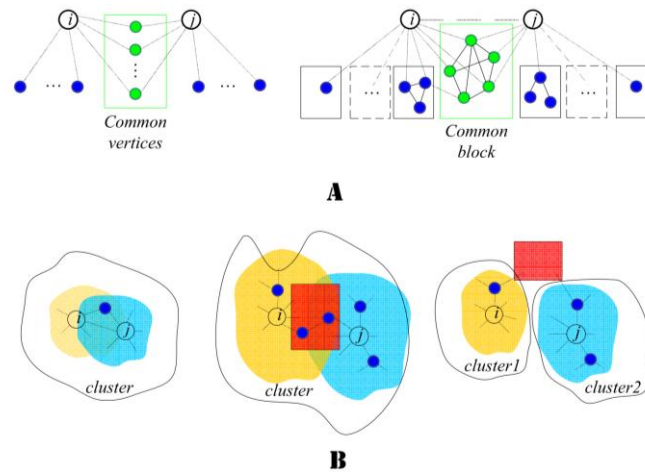 i
j
i
j
...
...
...
...
...
Common
vertices
Common
block
A
i
j
cluster
i
j
cluster
i
cluster1
j
cluster2
B